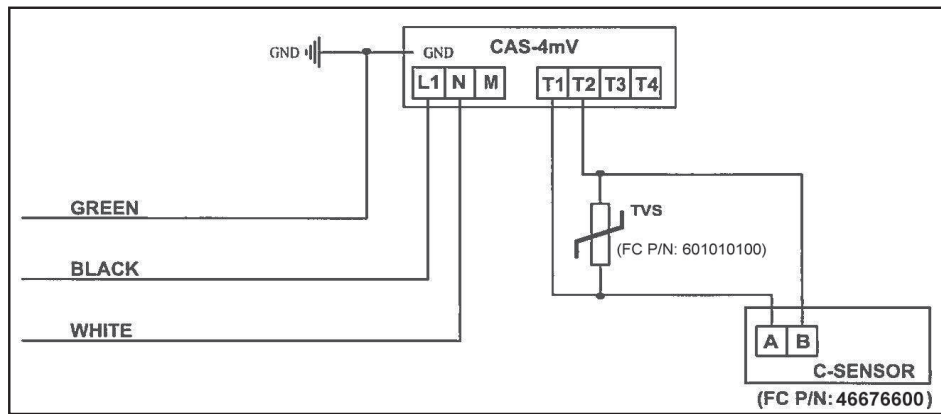 CAS-4mV
GND GND
L1 N M T1 T2 T3 T4
GREEN
TVS
(FC P/N: 601010100)
BLACK
WHITE
A B
C-SENSOR
(FC P/N: 46676600)